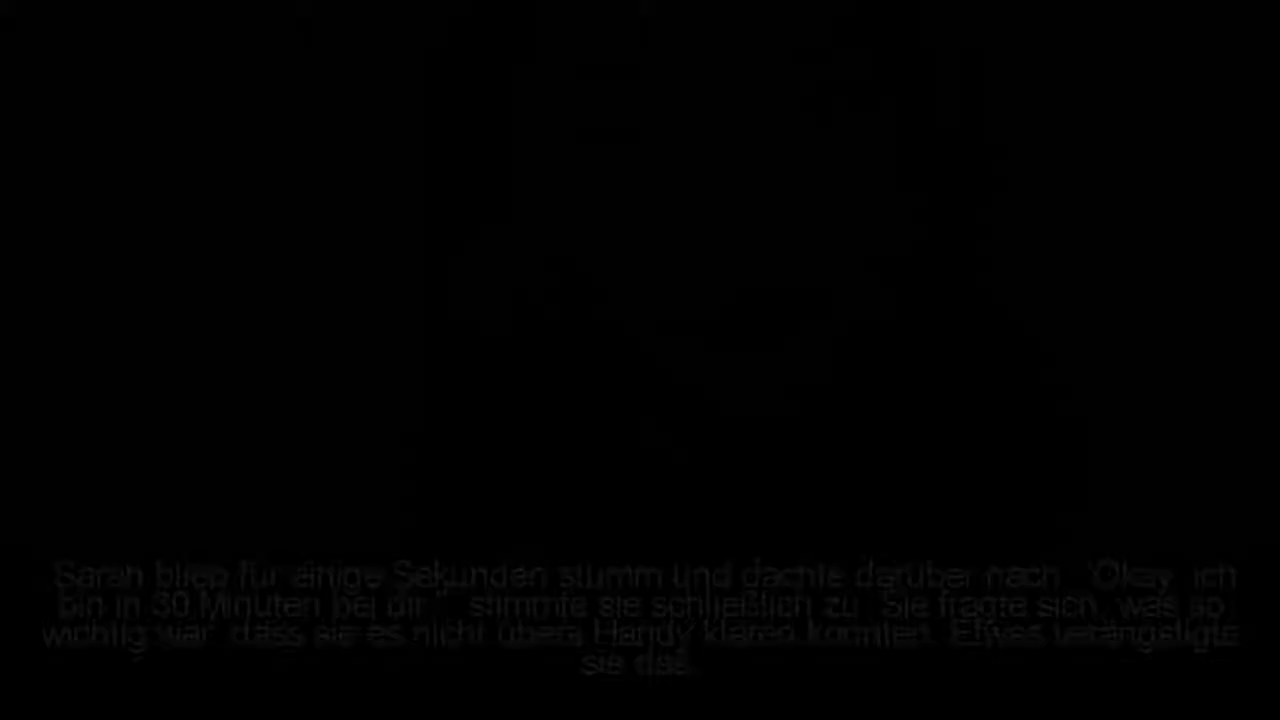 Sarah bliep für einige Sekunden stumm und dachte darüber nach. "Okay, ich
bin in 30 Minuten bei dir.", stimmte sie schließlich zu. Sie fragte sich, was so
wichtig war, dass sie es nicht übers Handy klären konnten. Etwas verängstigte
sie das.